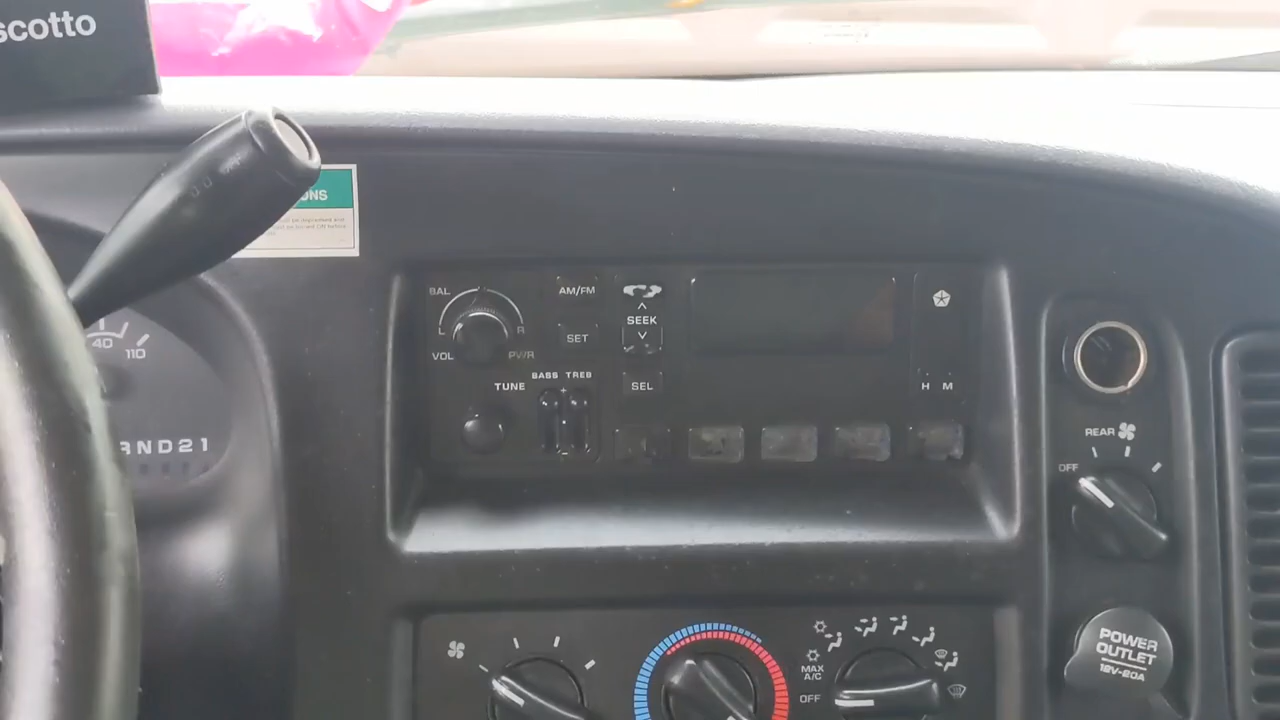 scotto
ONS
BAL
AM/FM
SEEK
SET
L
R
VOL
PWR
BASS TREB
TUNE
SEL
H M
40
110
RND21
REAR
OFF
MAX
A/C
OFF
POWER
OUTLET
12V-20A